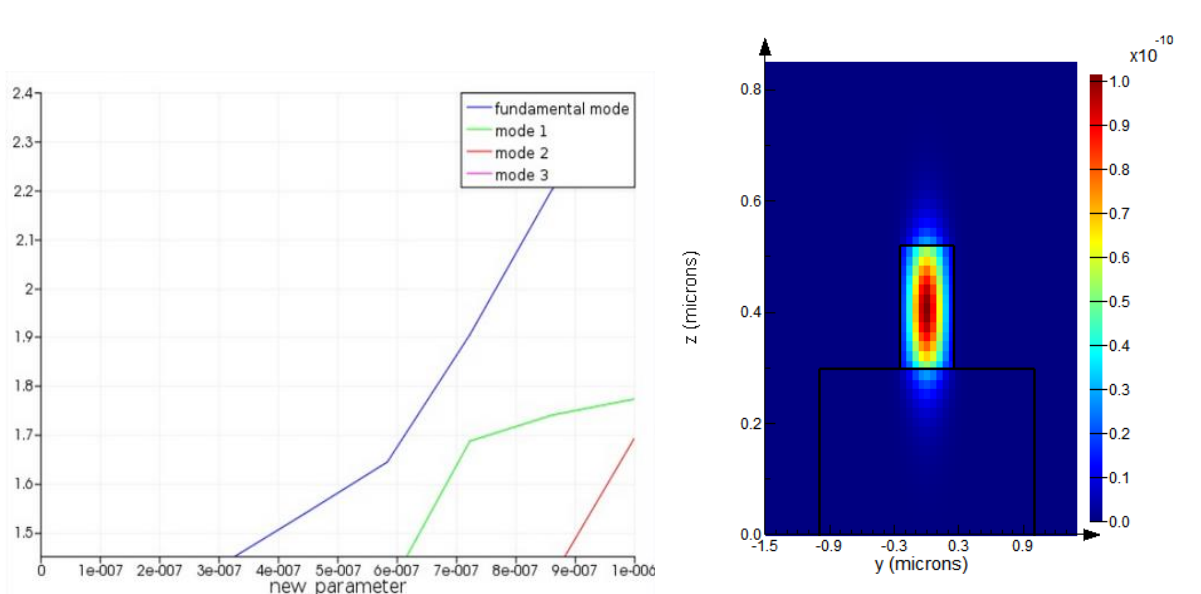 2.4
2.3
2.2
2.1
2
1.9
1.8
1.7
1.6
1.5
fundamental mode
mode 1
mode 2
mode 3
0 1e-007 2e-007 3e-007 4e-007 5e-007 6e-007 7e-007 8e-007 9e-007 1e-006
new parameter
z (microns)
0.8
0.6
0.4
0.2
0.0
-1.5 -0.9 -0.3 0.3 0.9
y (microns)
x10^-10
1.0
0.9
0.8
0.7
0.6
0.5
0.4
0.3
0.2
0.1
0.0